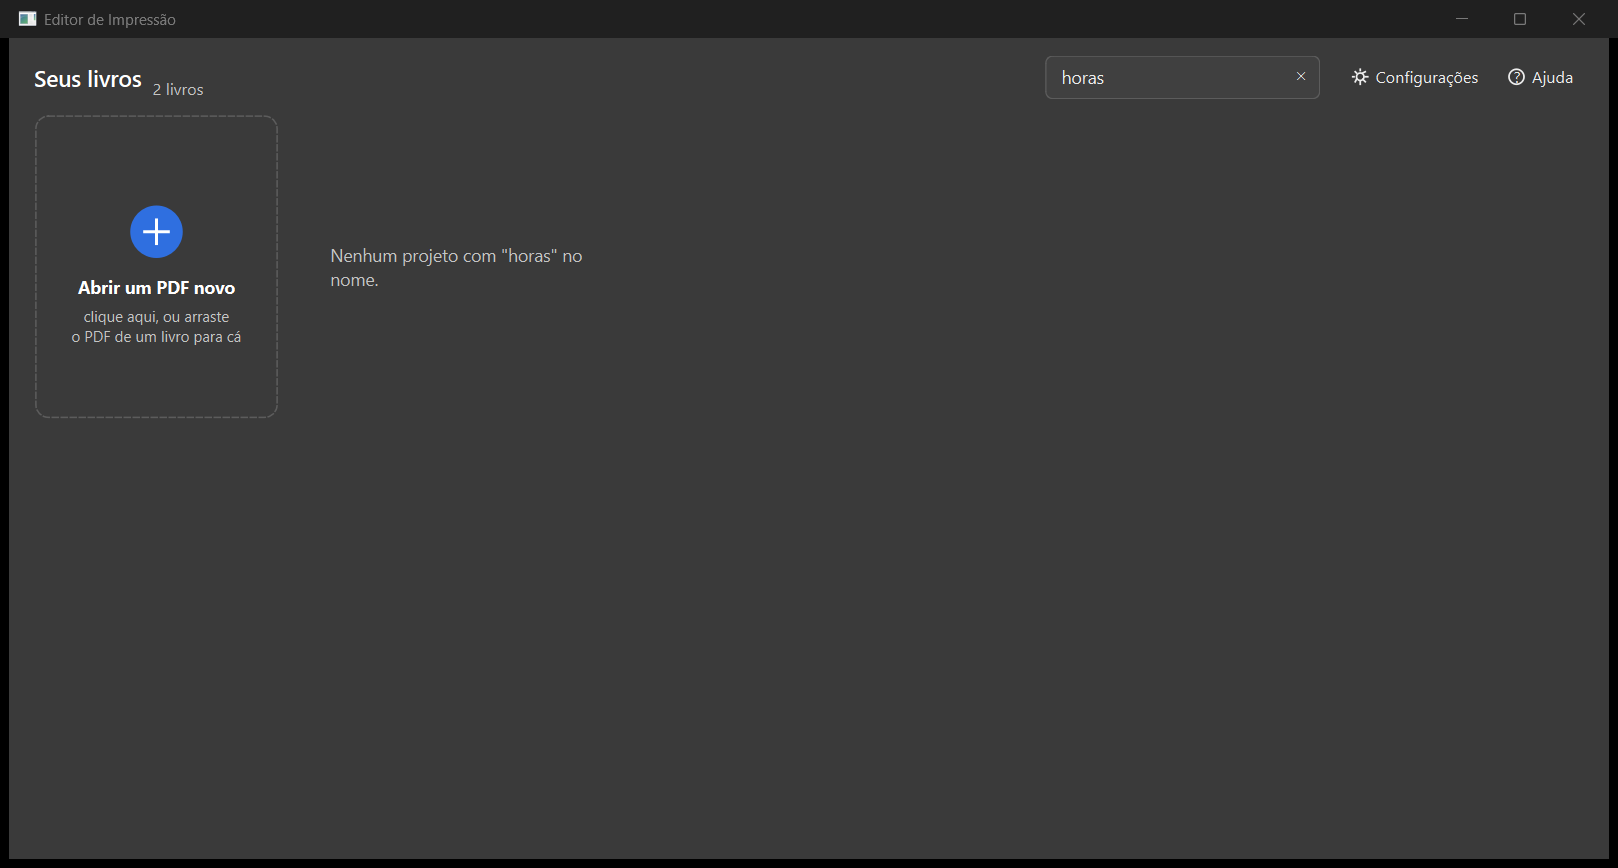 Editor de Impressão
Seus livros
2 livros
horas
Configurações
Ajuda
Abrir um PDF novo
clique aqui, ou arraste
o PDF de um livro para cá
Nenhum projeto com "horas" no
nome.